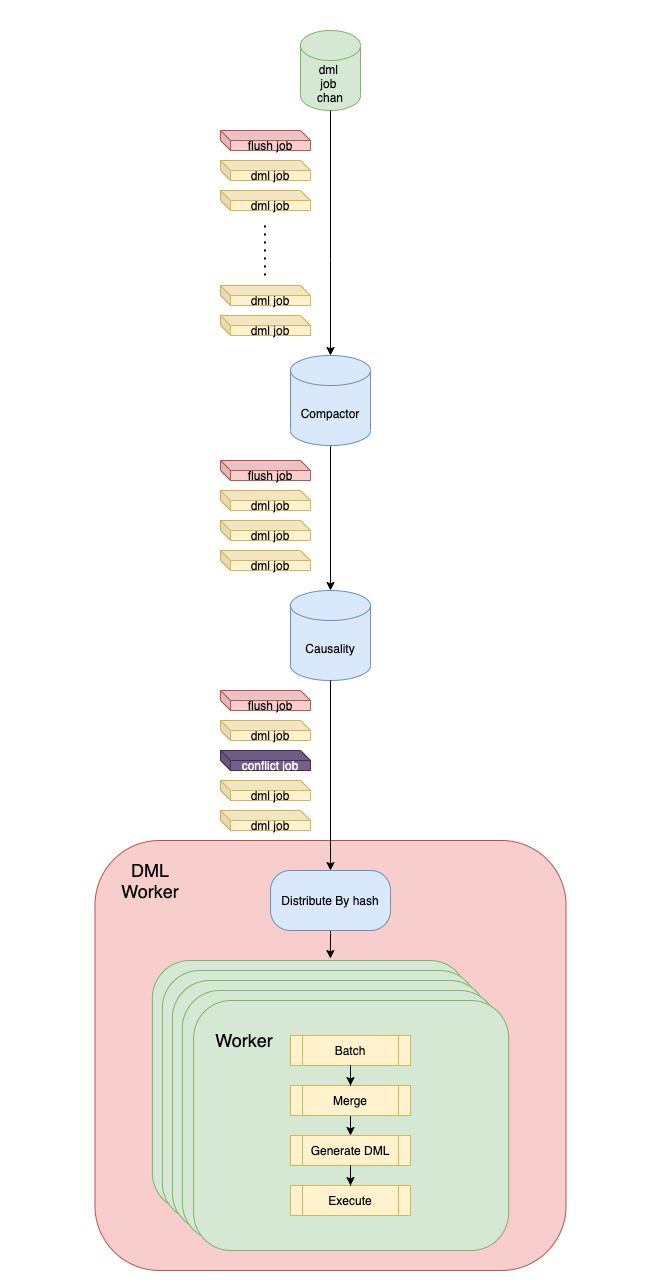 dml
job
chan
flush job
dml job
dml job
dml job
dml job
Compactor
flush job
dml job
dml job
dml job
Causality
flush job
dml job
conflict job
dml job
dml job
DML
Worker
Distribute By hash
Worker
Batch
Merge
Generate DML
Execute